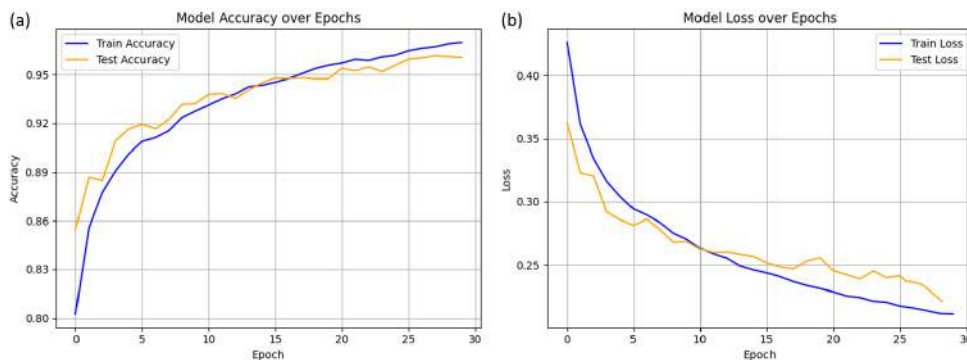 (a)
Model Accuracy over Epochs
Train Accuracy
Test Accuracy
0.95
0.92
0.89
0.86
0.83
0.80
Accuracy
0
5
10
15
20
25
30
Epoch
(b)
Model Loss over Epochs
Train Loss
Test Loss
0.40
0.35
0.30
0.25
Loss
0
5
10
15
20
25
30
Epoch